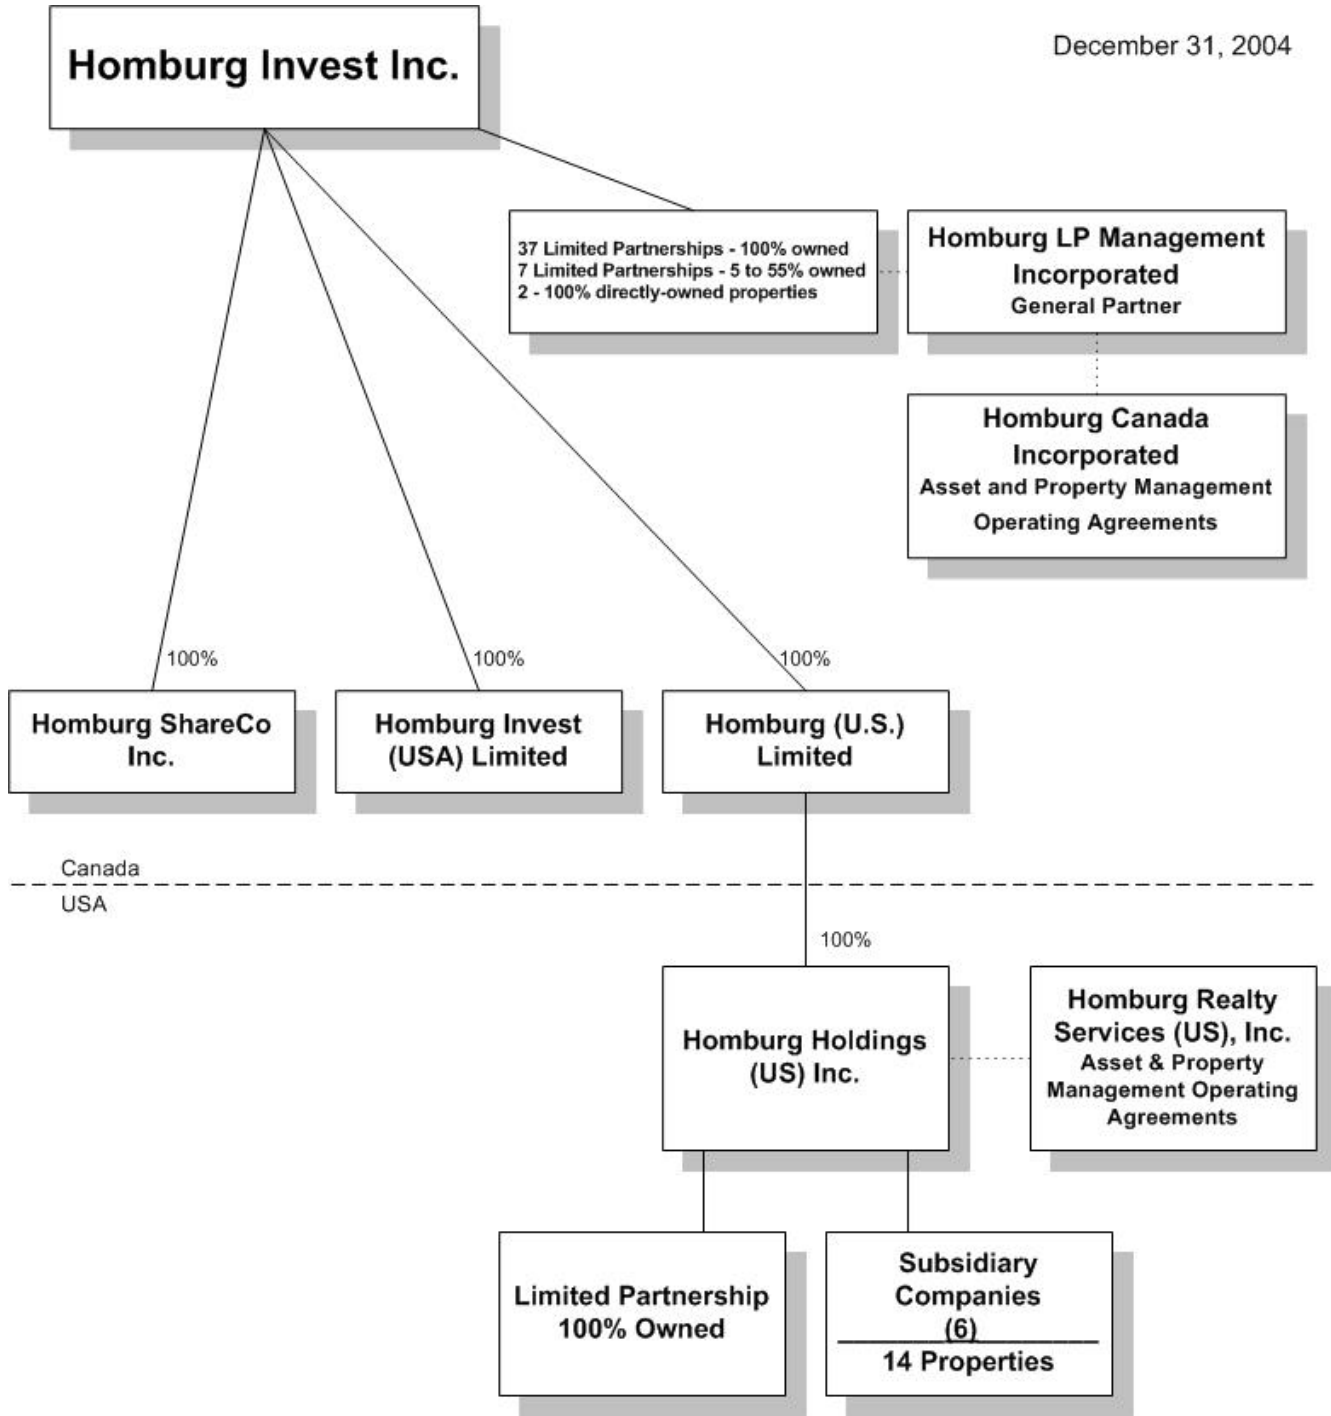 Homburg Invest Inc.
December 31, 2004
37 Limited Partnerships - 100% owned
7 Limited Partnerships - 5 to 55% owned
2 - 100% directly-owned properties
Homburg LP Management
Incorporated
General Partner
Homburg Canada
Incorporated
Asset and Property Management
Operating Agreements
100%
100%
100%
Homburg ShareCo
Inc.
Homburg Invest
(USA) Limited
Homburg (U.S.)
Limited
Canada
USA
100%
Homburg Holdings
(US) Inc.
Homburg Realty
Services (US), Inc.
Asset & Property
Management Operating
Agreements
Limited Partnership
100% Owned
Subsidiary
Companies
(6)
14 Properties